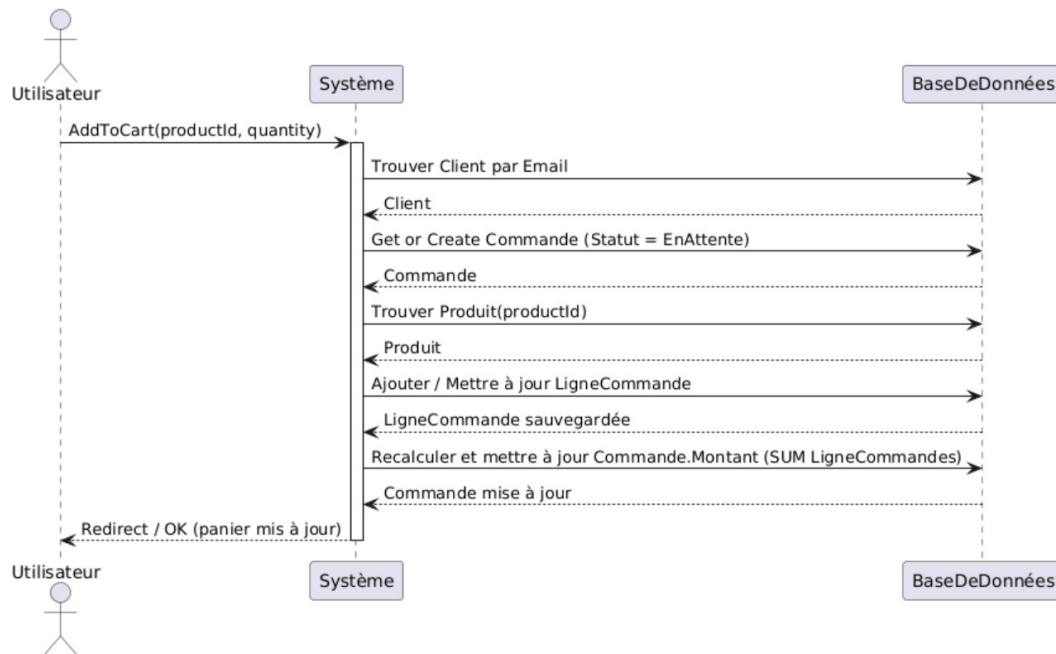 Utilisateur
Système
BaseDeDonnées
AddToCart(productId, quantity)
Trouver Client par Email
Client
Get or Create Commande (Statut = EnAttente)
Commande
Trouver Produit(productId)
Produit
Ajouter / Mettre à jour LigneCommande
LigneCommande sauvegardée
Recalculer et mettre à jour Commande.Montant (SUM LigneCommandes)
Commande mise à jour
Redirect / OK (panier mis à jour)
Utilisateur
Système
BaseDeDonnées